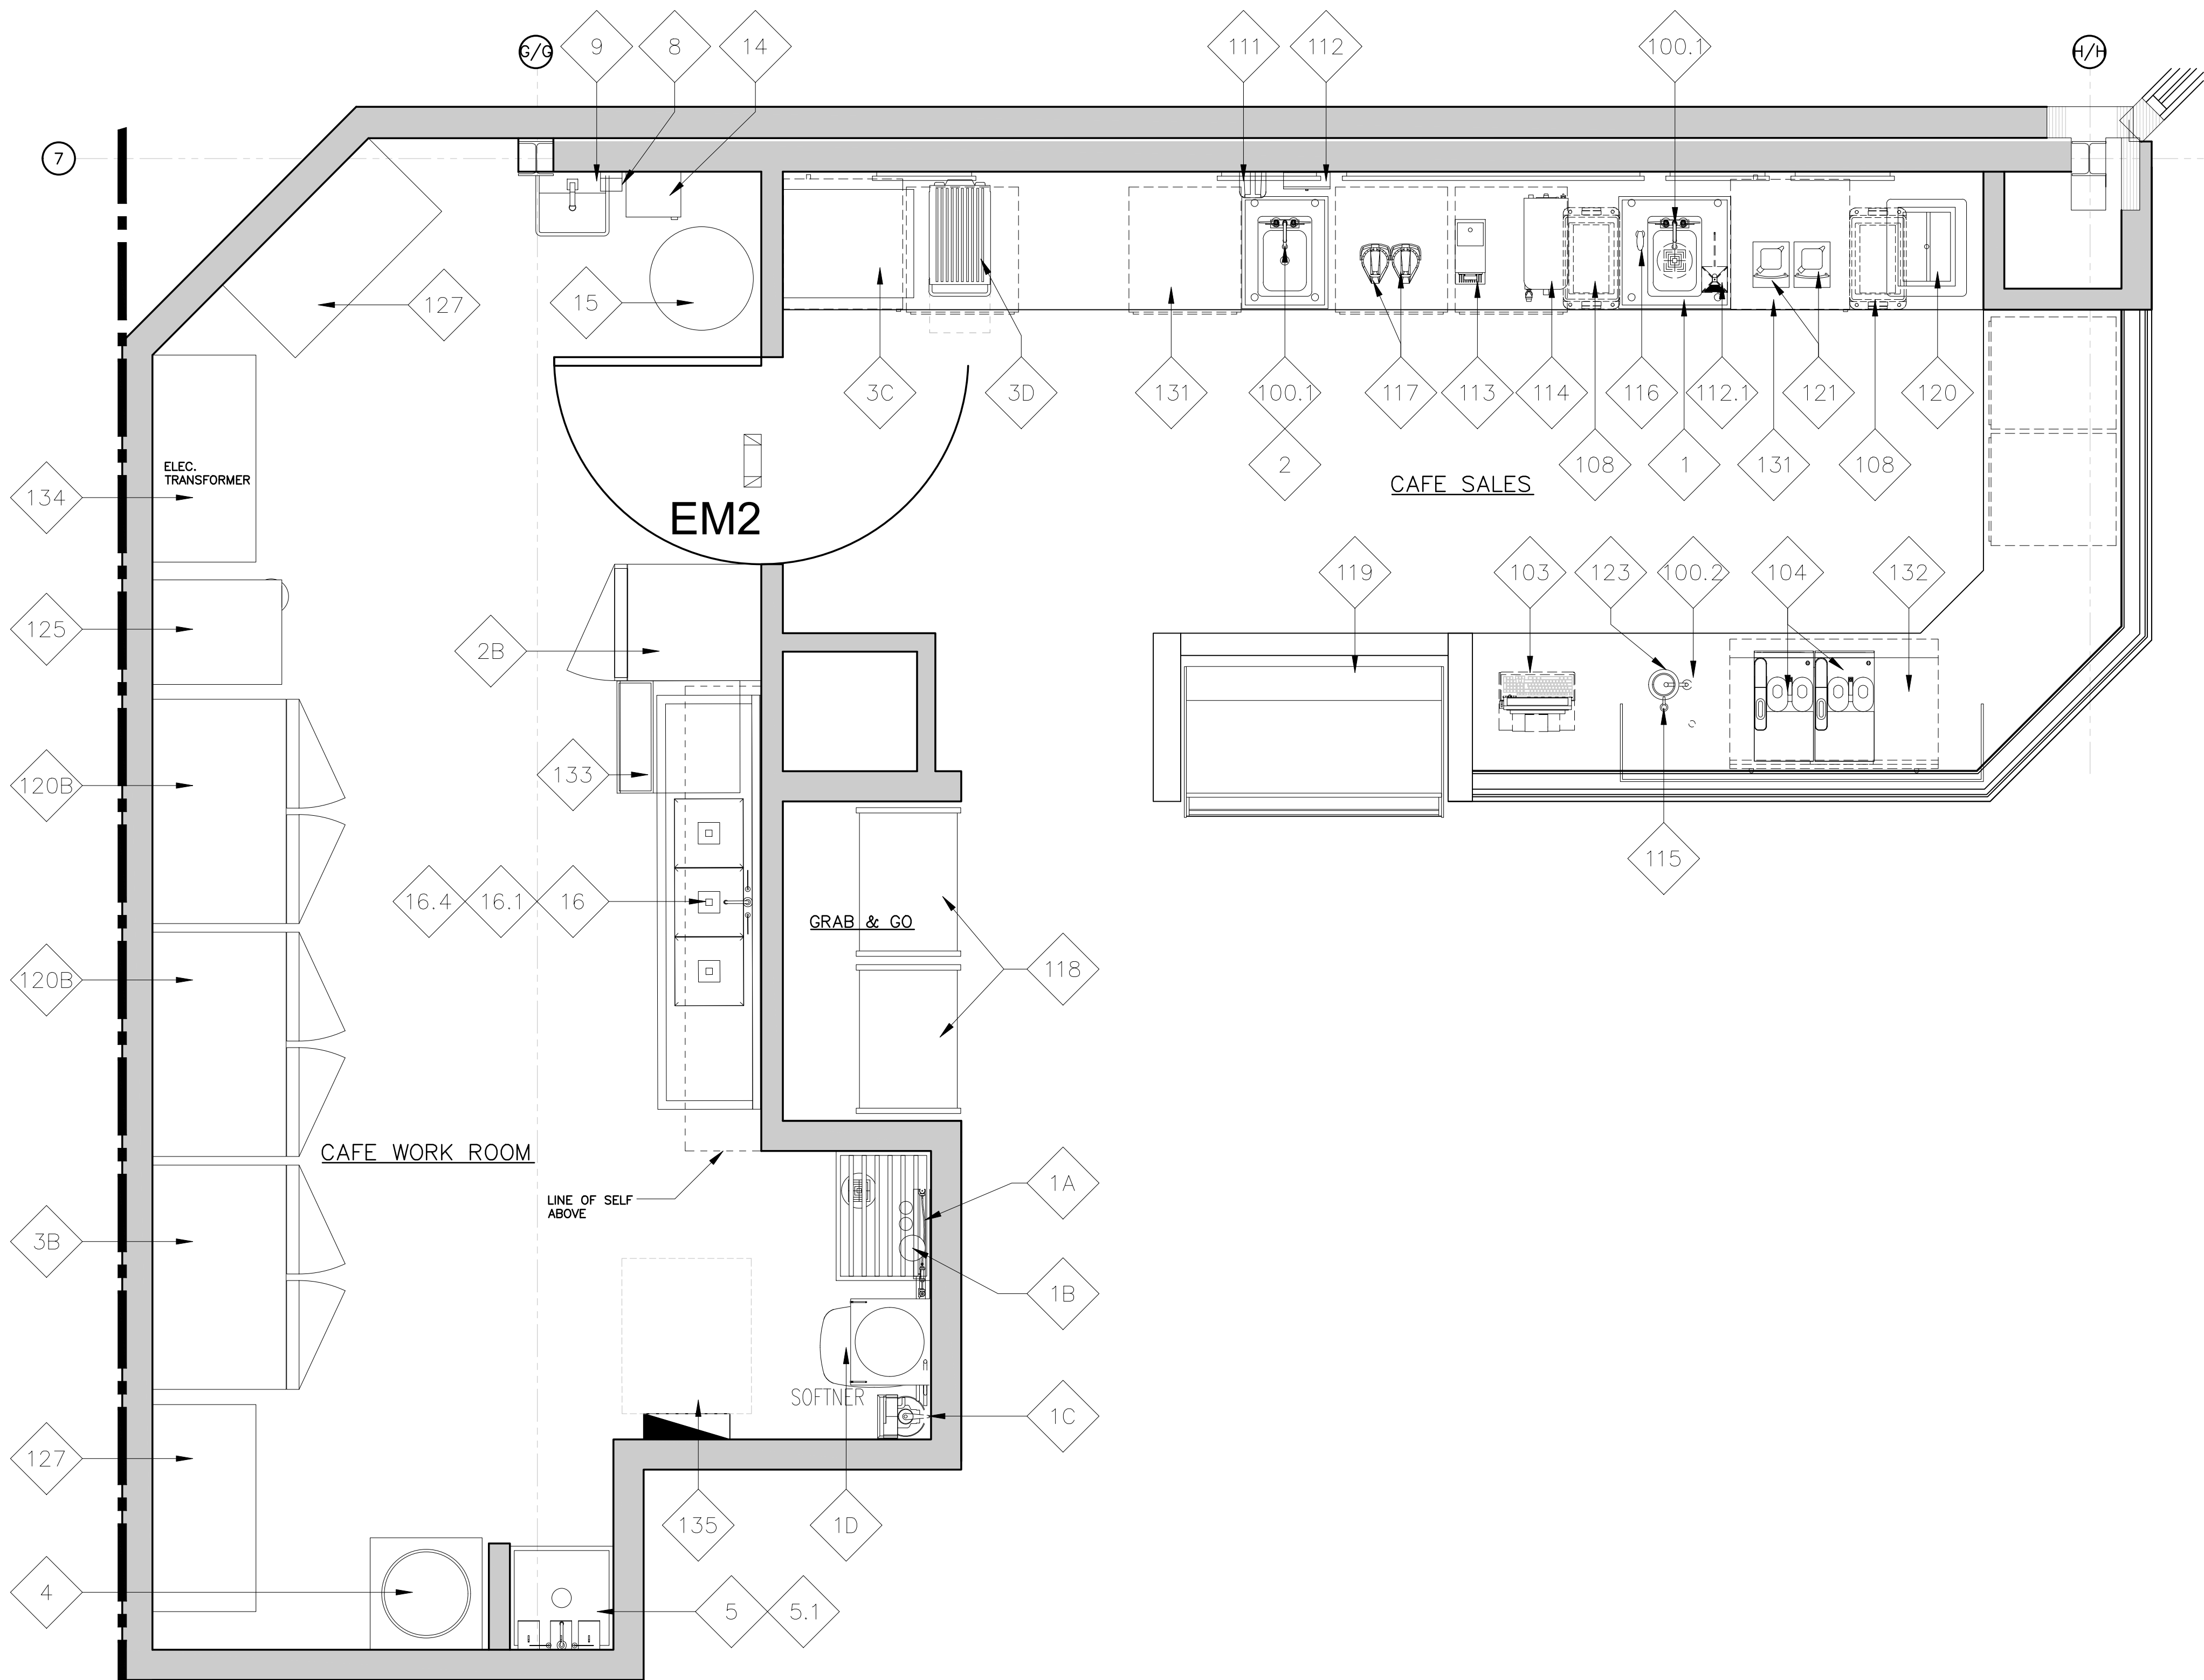 G/G
9
8
14
111
112
100.1
H/H
7
127
15
3C
3D
131
100.1
117
113
114
116
112.1
121
120
2
108
1
131
108
ELEC.
TRANSFORMER
134
CAFE SALES
EM2
119
103
123
100.2
104
132
125
2B
133
120B
115
16.4
16.1
16
GRAB & GO
118
120B
CAFE WORK ROOM
1A
LINE OF SELF
ABOVE
3B
1B
SOFTNER
1C
127
135
1D
4
5
5.1